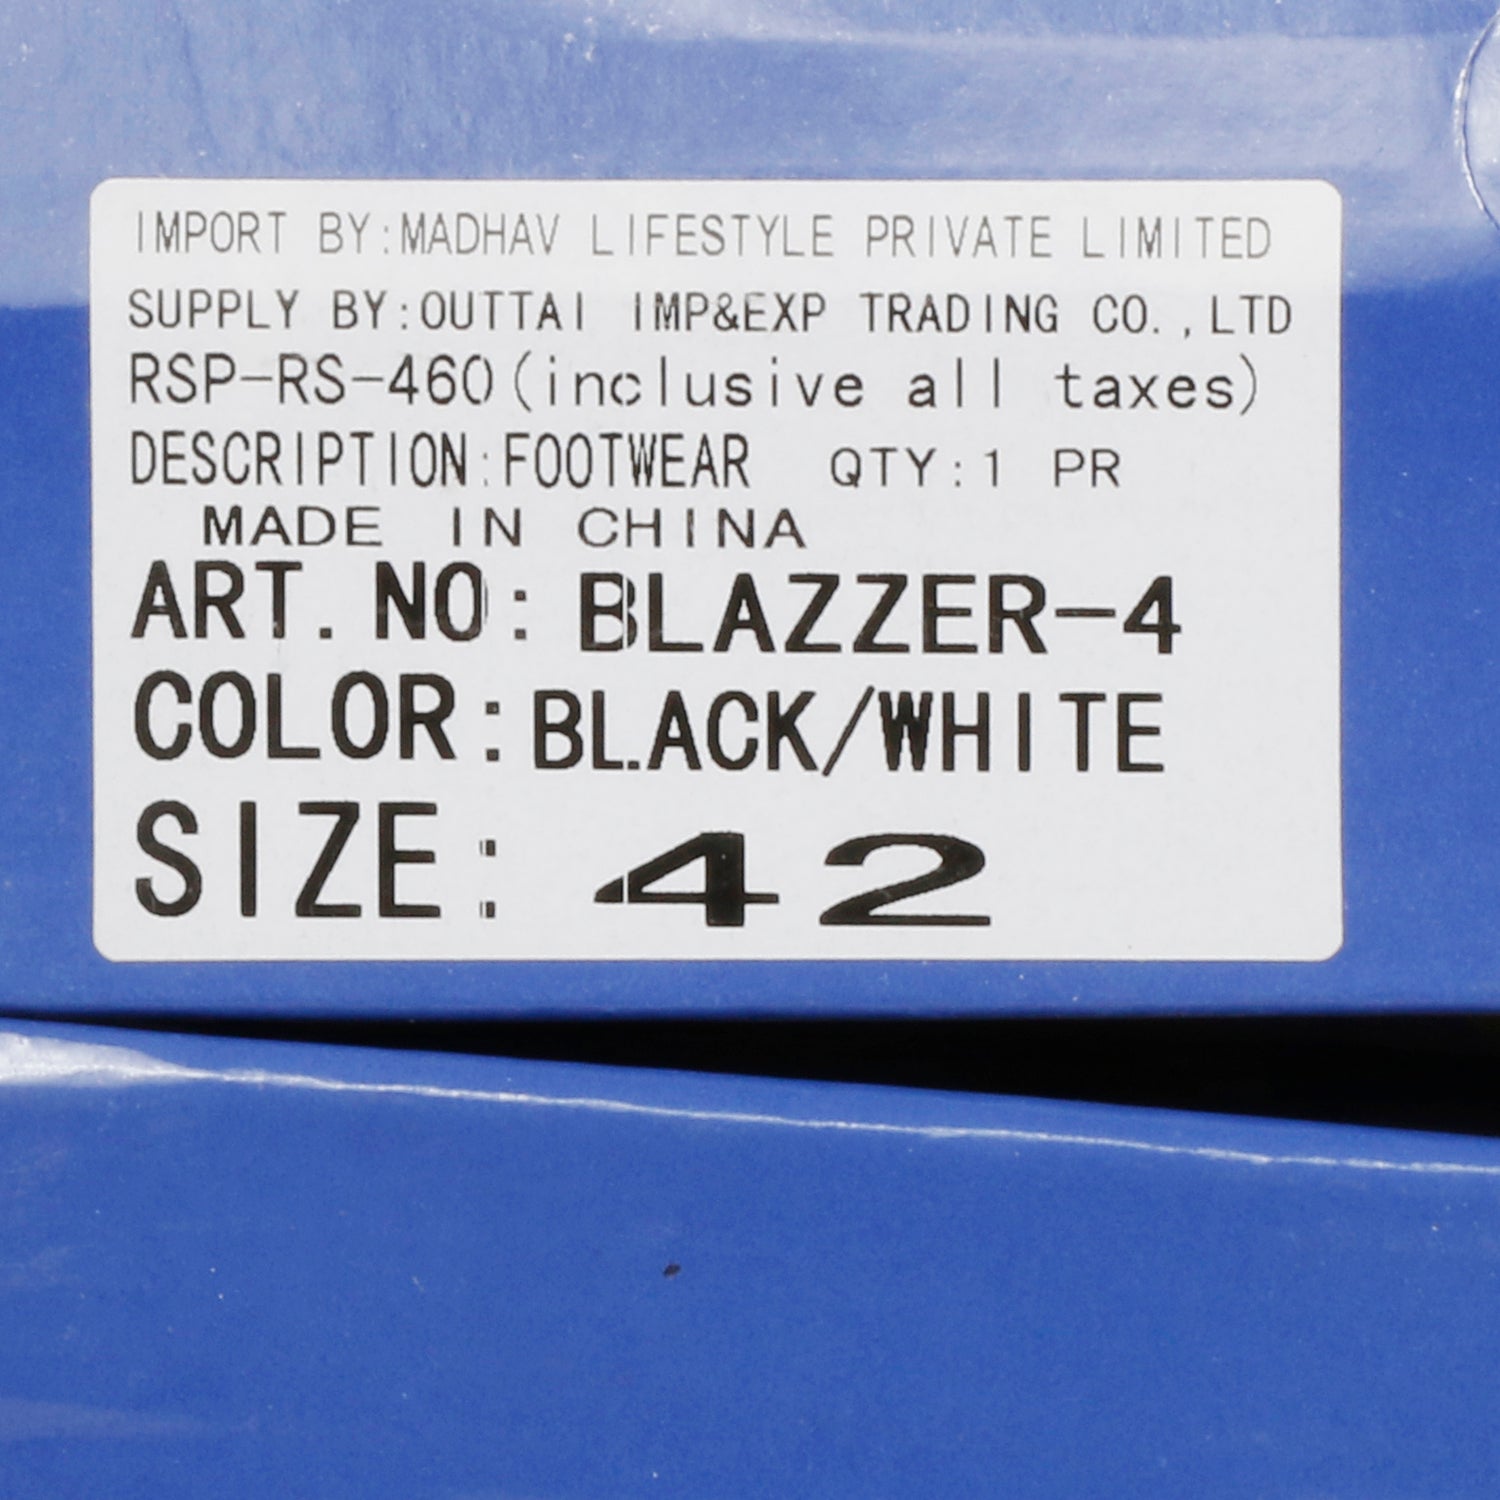 IMPORT BY:MADHAV LIFESTYLE PRIVATE LIMITED
SUPPLY BY:OUTTAI IMP&EXP TRADING CO.,LTD
RSP-RS-460(inclusive all taxes)
DESCRIPTION:FOOTWEAR QTY:1 PR
MADE IN CHINA
ART.NO: BLAZZER-4
COLOR:BLACK/WHITE
SIZE: 42